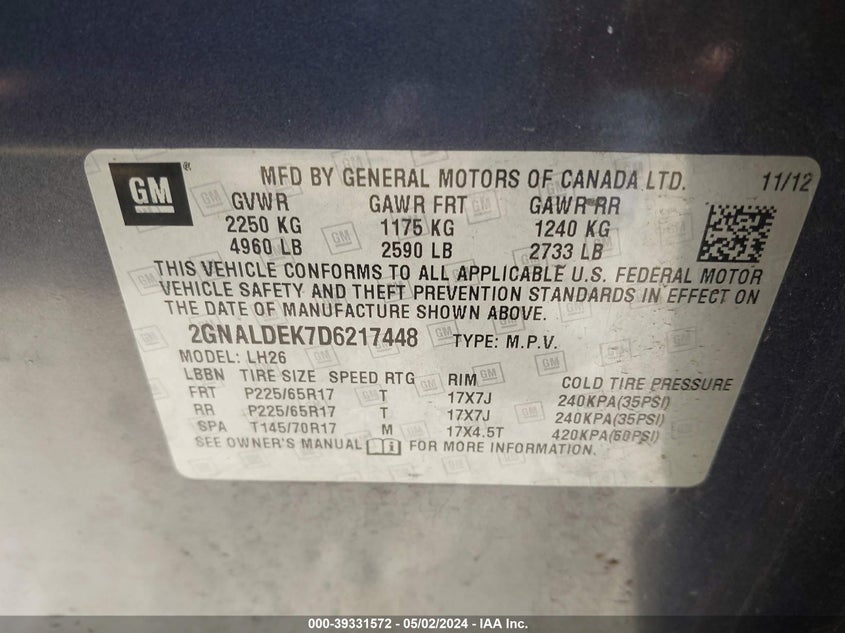 GM
MFD BY GENERAL MOTORS OF CANADA LTD. 11/12
GVWR GAWR FRT GAWR RR
2250 KG 1175 KG 1240 KG
4960 LB 2590 LB 2733 LB
THIS VEHICLE CONFORMS TO ALL APPLICABLE U.S. FEDERAL MOTOR
VEHICLE SAFETY AND THEFT PREVENTION STANDARDS IN EFFECT ON
THE DATE OF MANUFACTURE SHOWN ABOVE.
2GNALDEK7D6217448 TYPE: M.P.V.
MODEL: LH26
LBBN TIRE SIZE SPEED RTG RIM COLD TIRE PRESSURE
FRT P225/65R17 T 17X7J 240KPA(35PSI)
RR P225/65R17 T 17X7J 240KPA(35PSI)
SPA T145/70R17 M 17X4.5T 420KPA(60PSI)
SEE OWNER'S MANUAL FOR MORE INFORMATION.
000-39331572 - 05/02/2024 - IAA Inc.